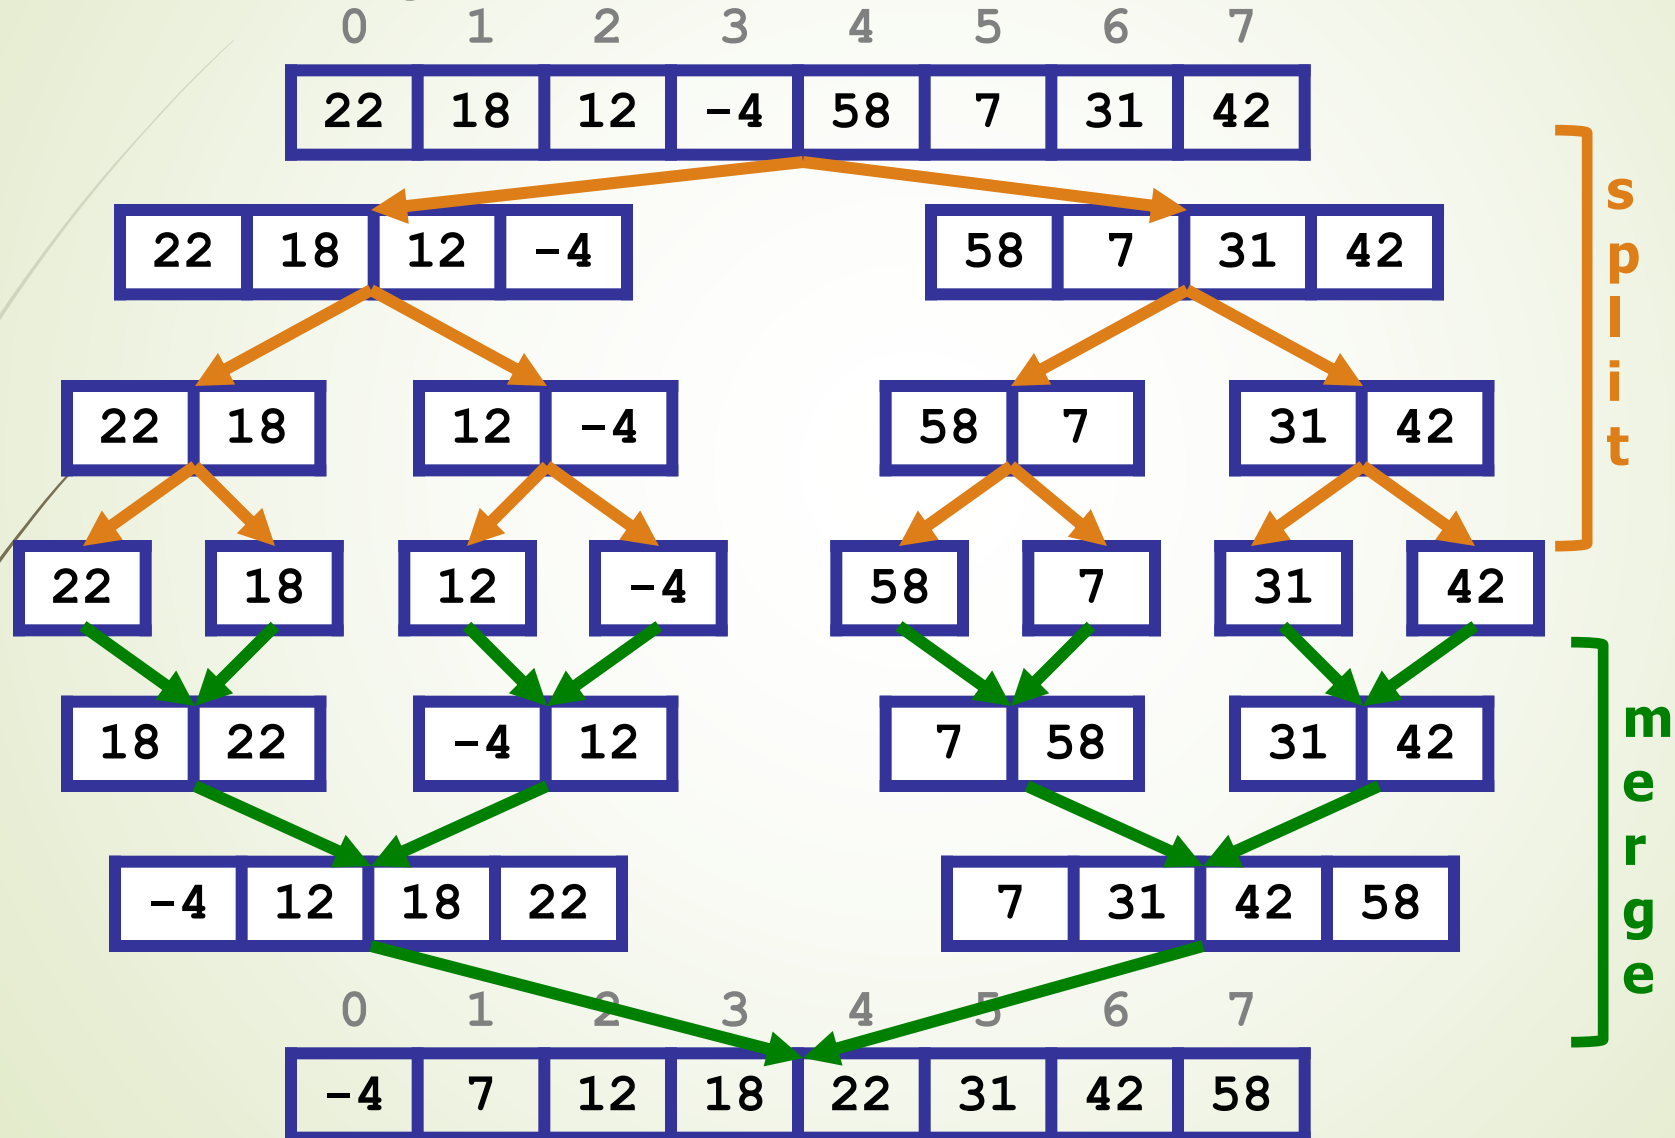 0 1 2 3 4 5 6 7
22 18 12 -4 58 7 31 42
22 18 12 -4 58 7 31 42
22 18 12 -4 58 7 31 42
22 18 12 -4 58 7 31 42
split
18 22 -4 12 7 58 31 42
-4 12 18 22 7 31 42 58
merge
0 1 2 3 4 5 6 7
-4 7 12 18 22 31 42 58